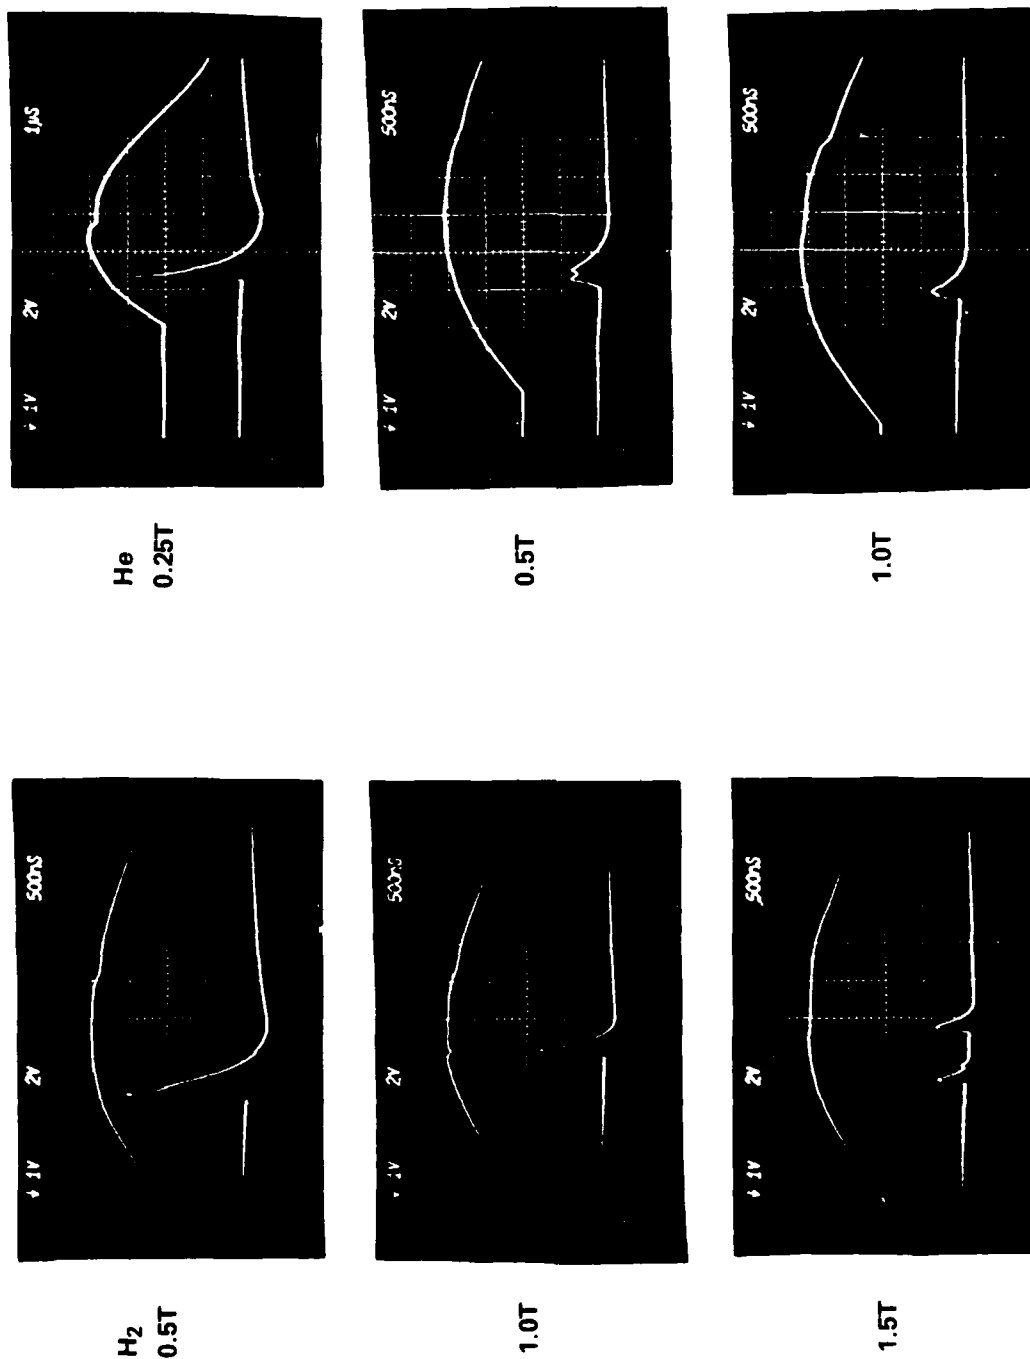 H₂
0.5T
↓ 1V 2V 500nS
1.0T
1V 2V 500nS
1.5T
↓ 1V 2V 500nS
He
0.25T
↓ 1V 2V 1µS
0.5T
↓ 1V 2V 500nS
1.0T
↓ 1V 2V 500nS